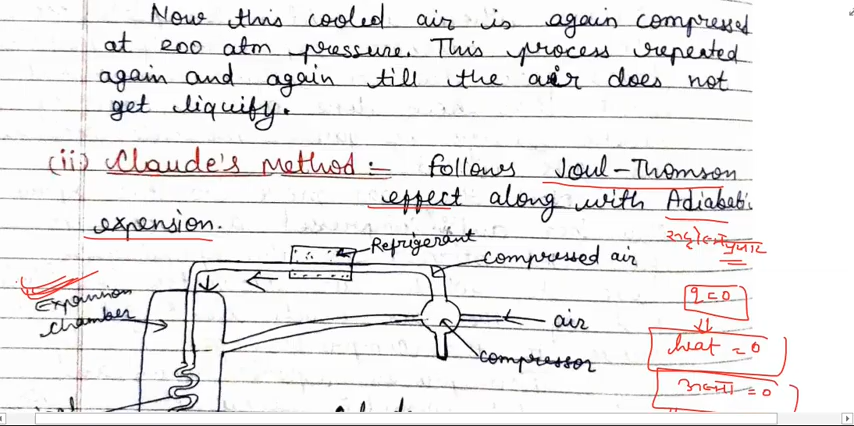 Now this cooled air is again compressed
at 200 atm pressure. This process repeated
again and again till the air does not
get liquify.
(ii) Claude's Method :- follows Joul-Thomson
effect along with Adiabeti
expension.
Refrigerant
compressed air
Expansion
chamber
q=0
air
heat = 0
compressor
= 0